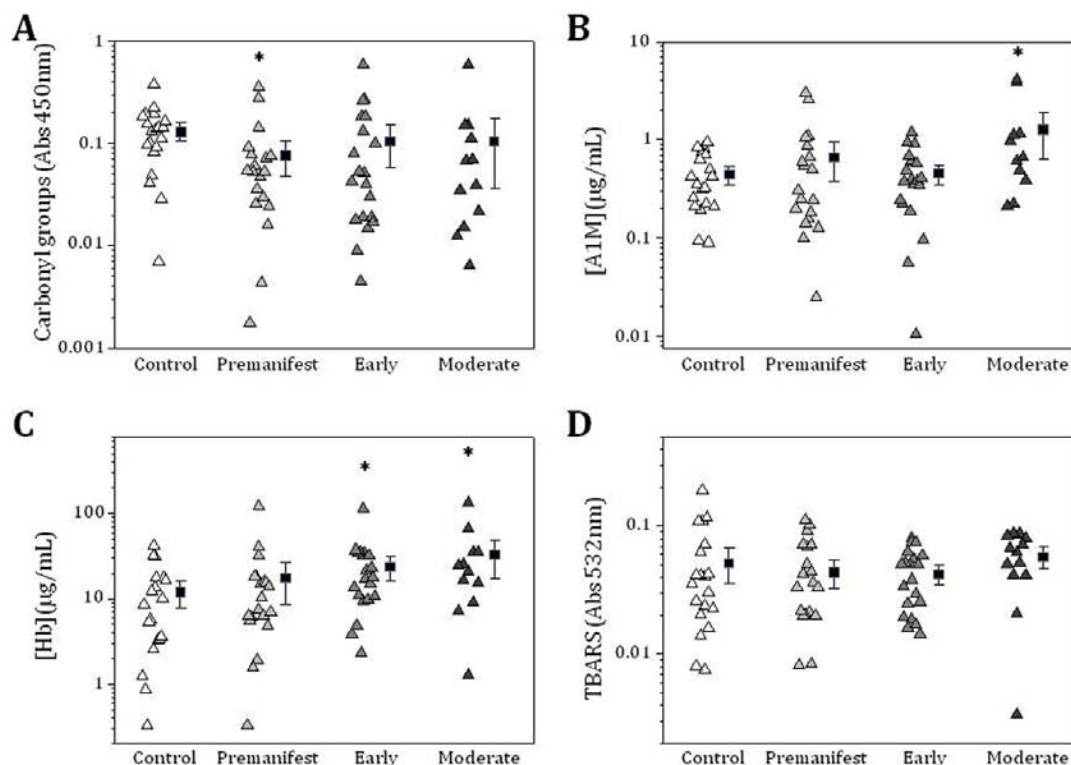 A
Carbonyl groups (Abs 450nm)
1
0.1
0.01
0.001
*
Control Premanifest Early Moderate
B
[A1M](µg/mL)
10
1
0.1
0.01
*
Control Premanifest Early Moderate
C
[Hb](µg/mL)
100
10
1
* *
Control Premanifest Early Moderate
D
TBARS (Abs 532nm)
0.1
0.01
Control Premanifest Early Moderate